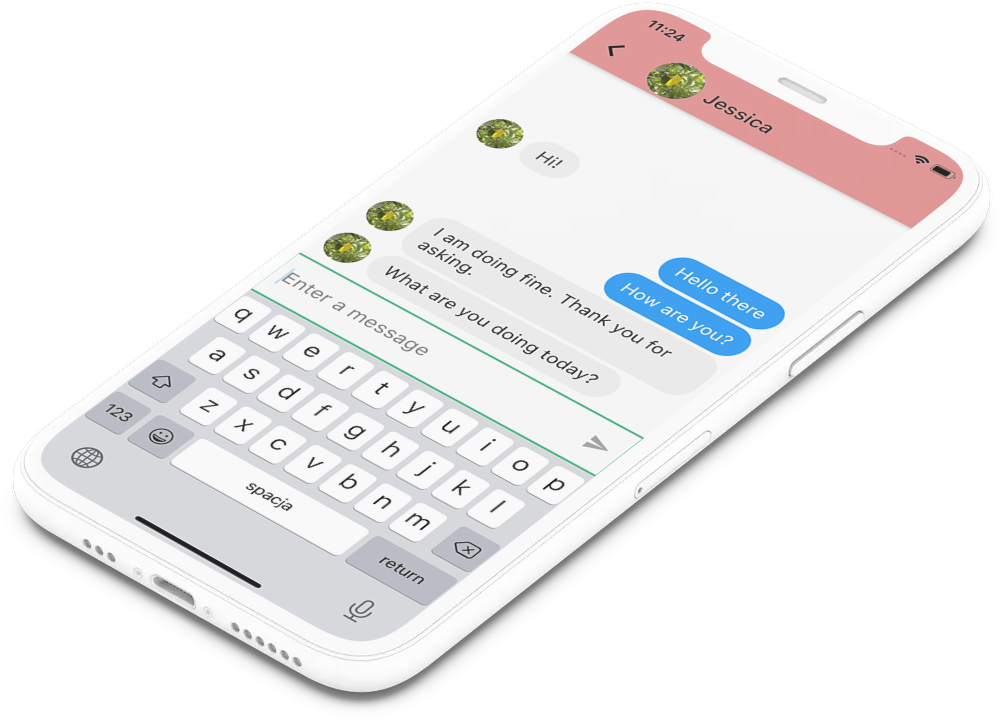 11:24
Jessica
Hi!
Hello there
How are you?
I am doing fine. Thank you for
asking.
What are you doing today?
Enter a message
q w e r t y u i o p
a s d f g h j k l
z x c v b n m
123
spacja
return